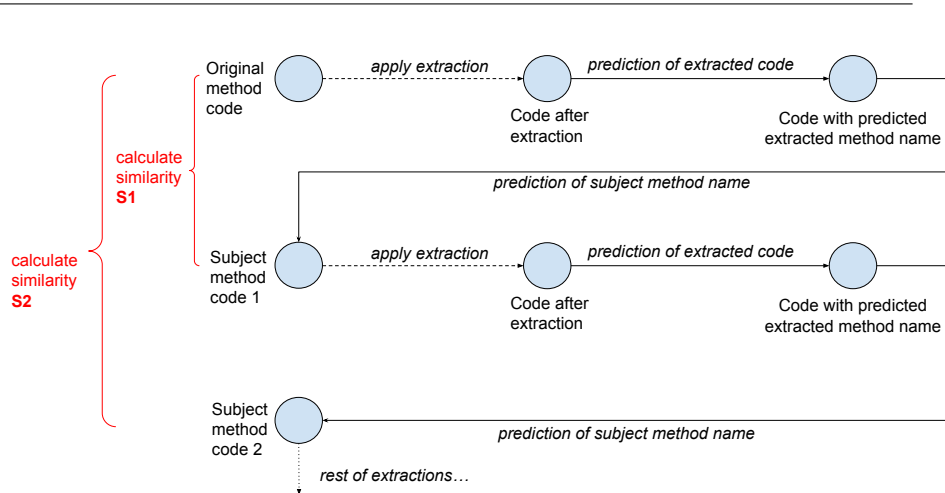 Original
method
code
apply extraction
prediction of extracted code
Code after
extraction
Code with predicted
extracted method name
calculate
similarity
S1
prediction of subject method name
Subject
method
code 1
apply extraction
prediction of extracted code
Code after
extraction
Code with predicted
extracted method name
calculate
similarity
S2
Subject
method
code 2
prediction of subject method name
rest of extractions…